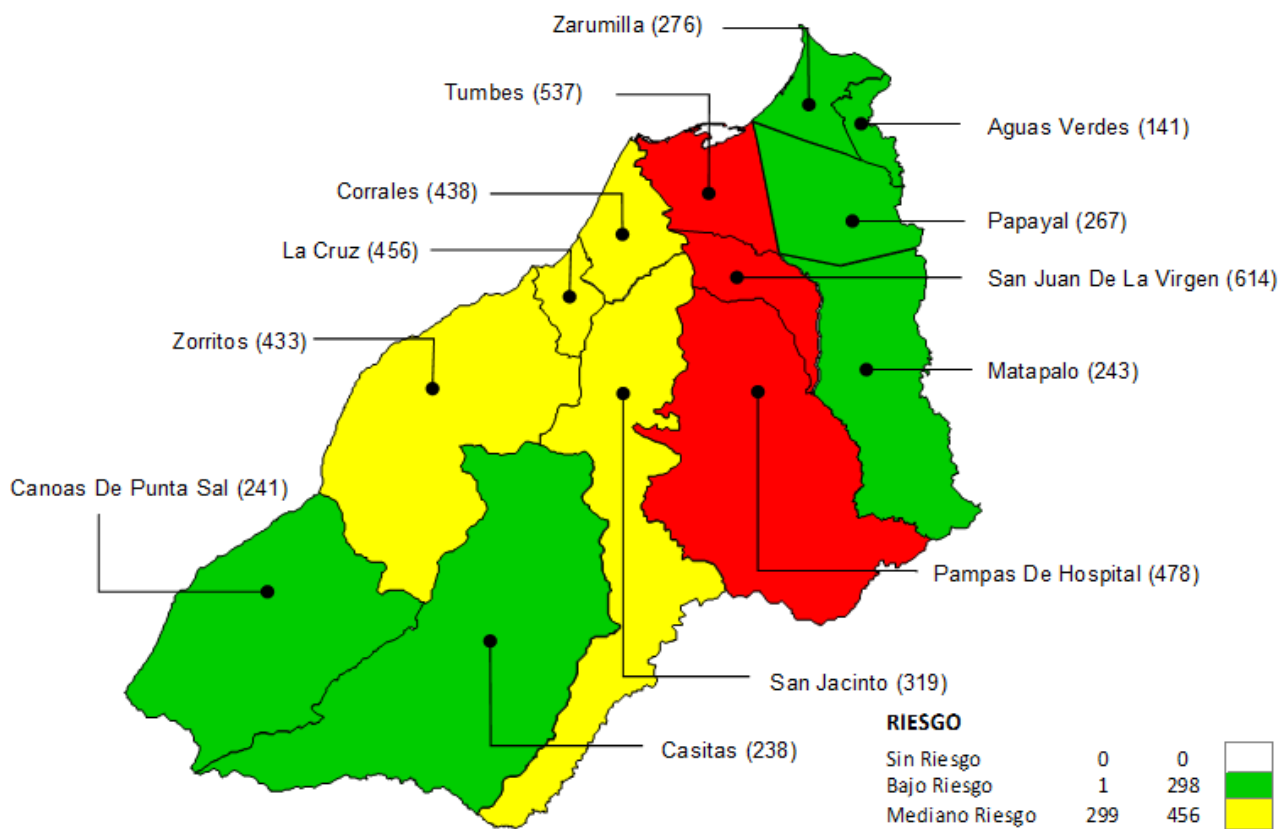 Zarumilla (276)
Tumbes (537)
Aguas Verdes (141)
Corrales (438)
Papayal (267)
La Cruz (456)
San Juan De La Virgen (614)
Zorritos (433)
Matapalo (243)
Canoas De Punta Sal (241)
Pampas De Hospital (478)
San Jacinto (319)
Casitas (238)
RIESGO
Sin Riesgo 0 0
Bajo Riesgo 1 298
Mediano Riesgo 299 456